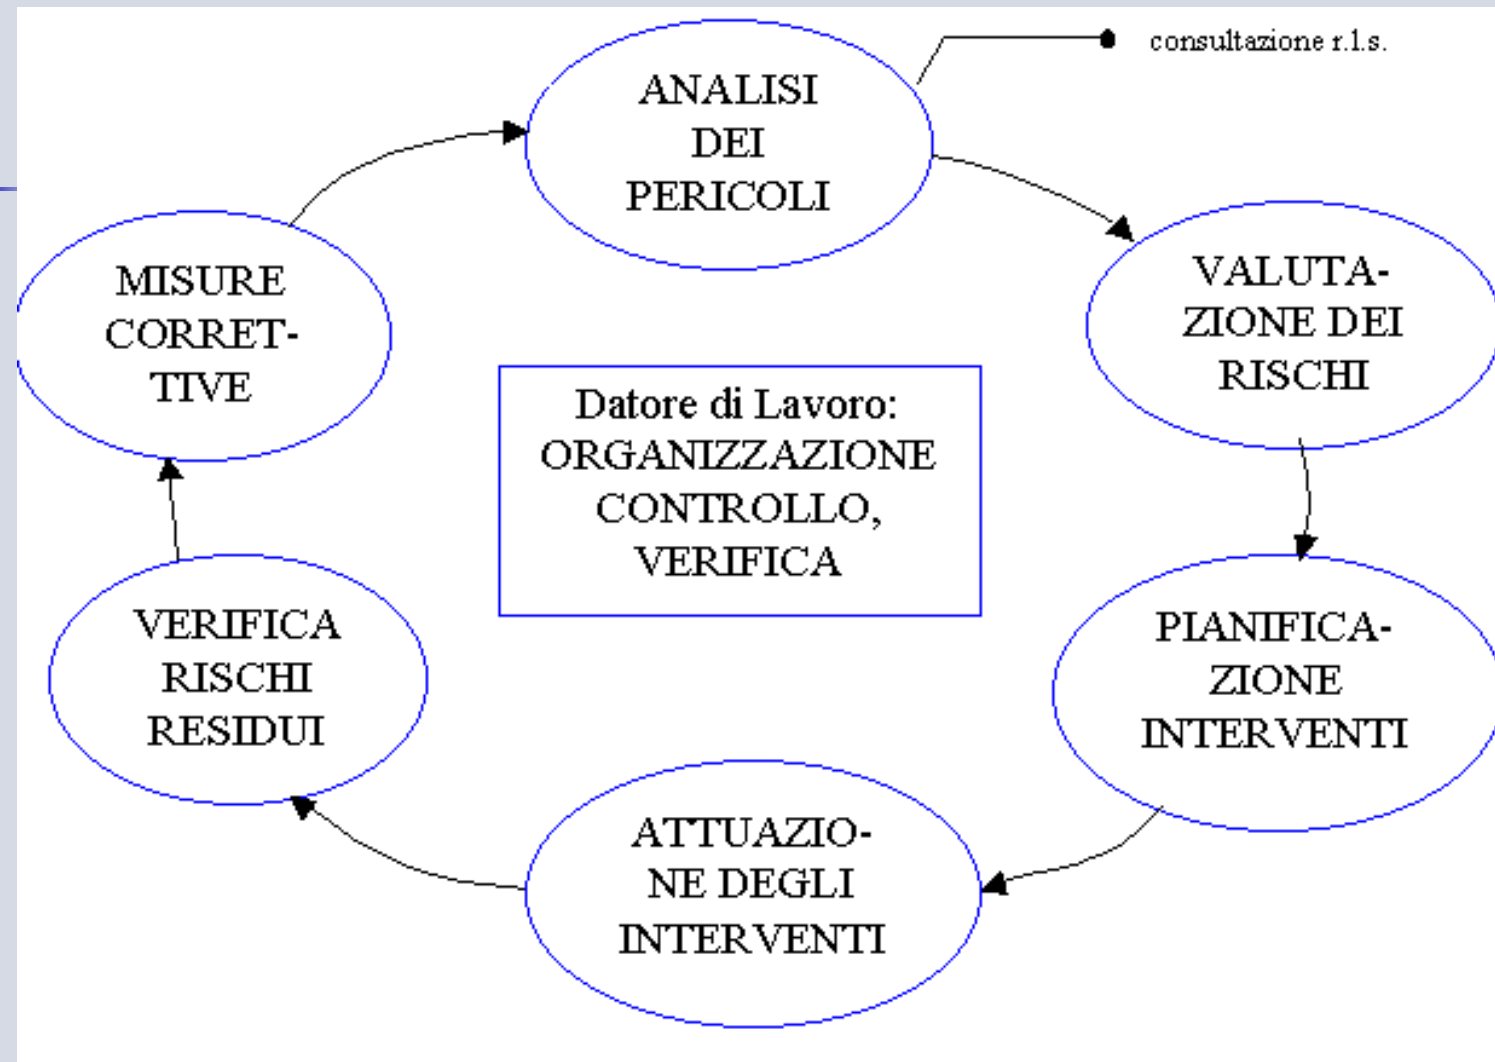 consultazione r.l.s.
ANALISI
DEI
PERICOLI
VALUTA-
ZIONE DEI
RISCHI
PIANIFICA-
ZIONE
INTERVENTI
ATTUAZIO-
NE DEGLI
INTERVENTI
VERIFICA
RISCHI
RESIDUI
MISURE
CORRET-
TIVE
Datore di Lavoro:
ORGANIZZAZIONE
CONTROLLO,
VERIFICA